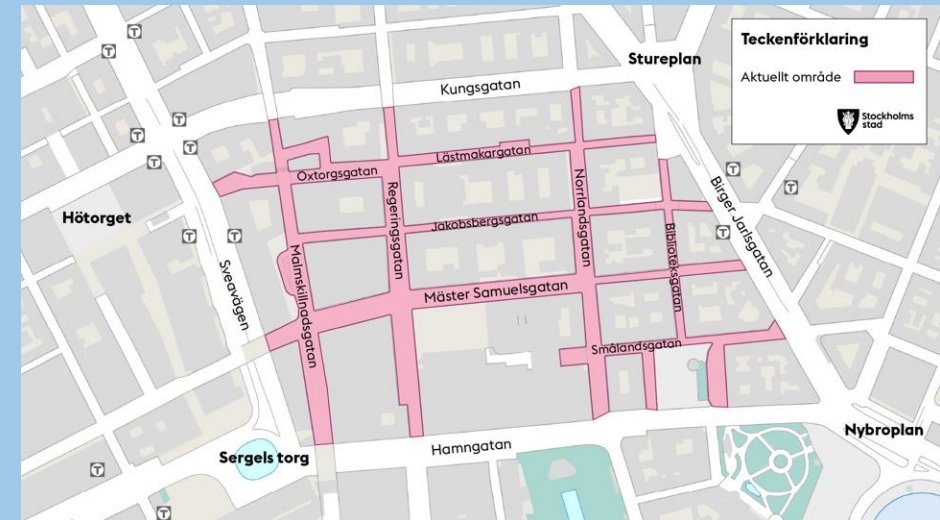 Teckenförklaring
Aktuellt område
Stockholms
stad
Stureplan
Kungsgatan
Lästmakargatan
Oxtorgsgatan
Norrlandsgatan
Birger Jarlsgatan
Hötorget
Regeringsgatan
Jakobsbergsgatan
Biblioteksgatan
Sveavägen
Malmskillnadsgatan
Mäster Samuelsgatan
Smålandsgatan
Nybroplan
Hamngatan
Sergels torg
T
T
T
T
T
T
T
T
T
T
T
T
T